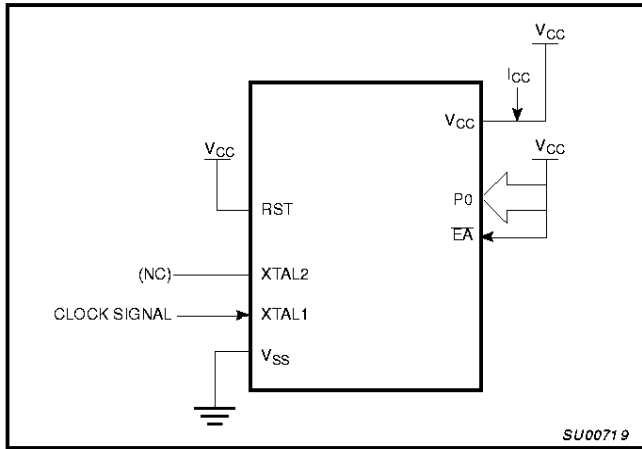 VCC
ICC
VCC
VCC
VCC
RST
P0
EA
(NC)
XTAL2
CLOCK SIGNAL
XTAL1
VSS
SU00719